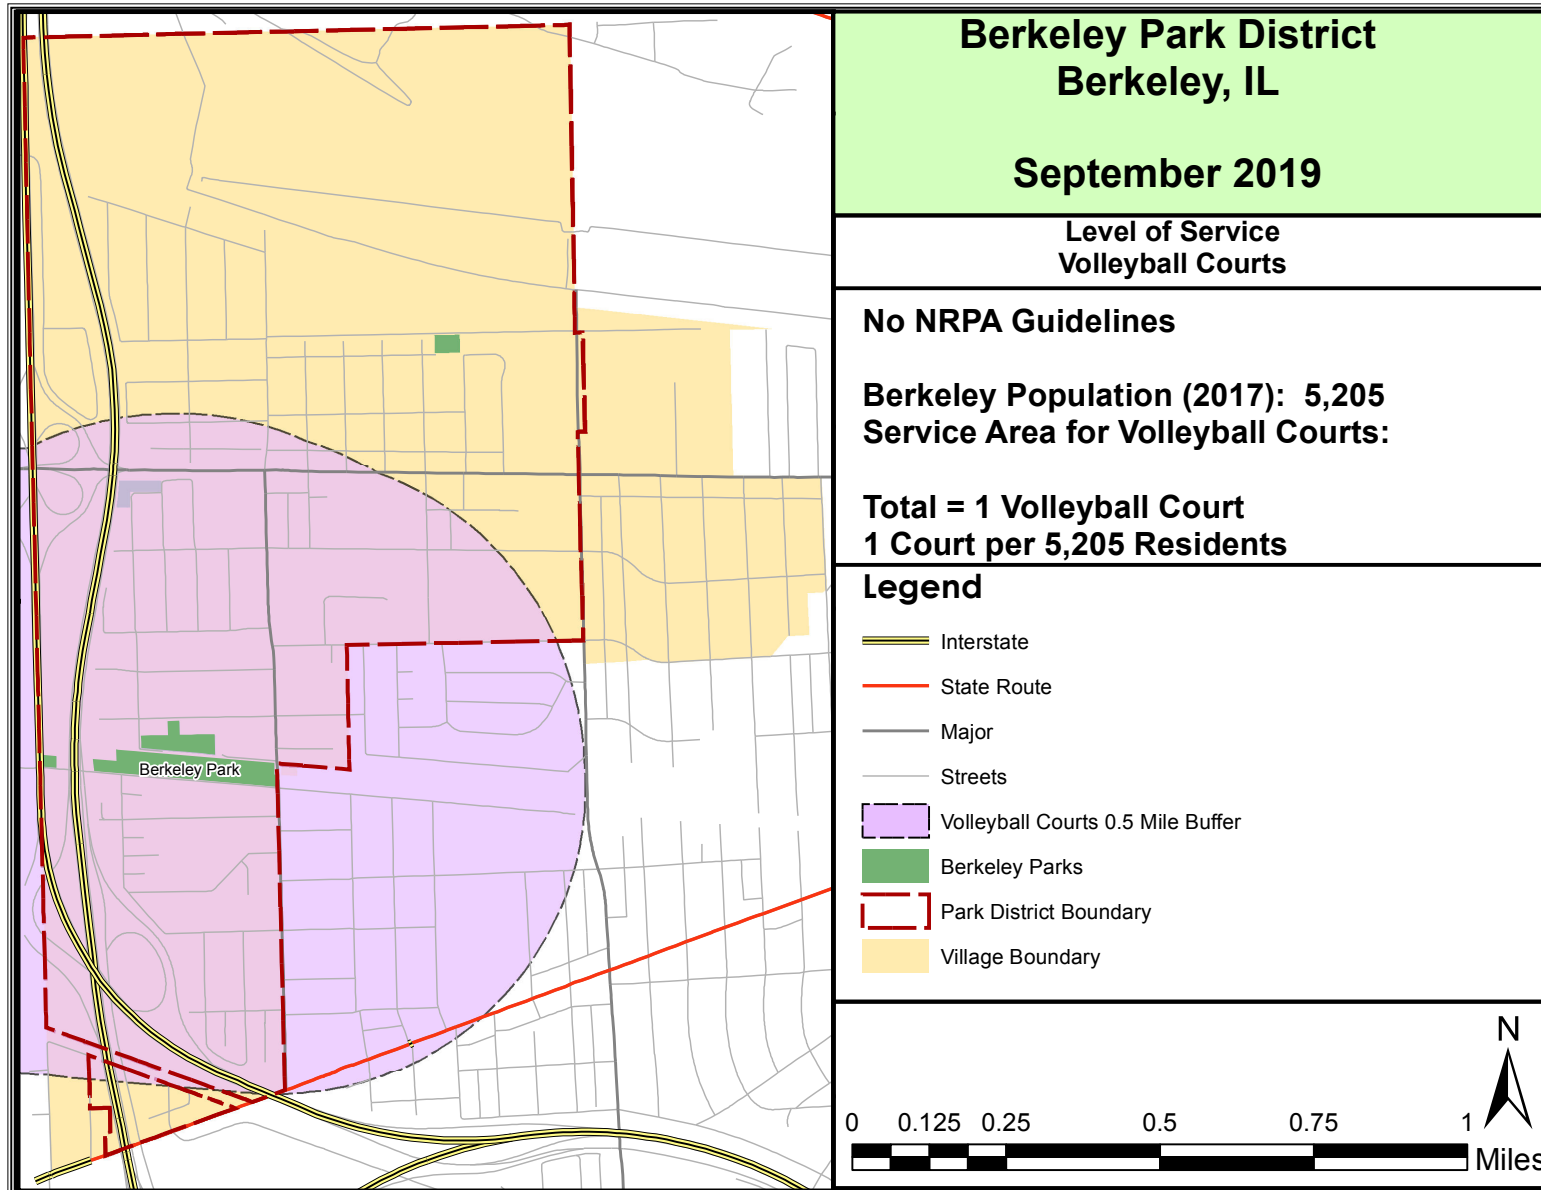 Berkeley Park District
Berkeley, IL
September 2019
Level of Service
Volleyball Courts
No NRPA Guidelines
Berkeley Population (2017):  5,205
Service Area for Volleyball Courts:
Total = 1 Volleyball Court
1 Court per 5,205 Residents
Legend
Interstate
State Route
Major
Streets
Volleyball Courts 0.5 Mile Buffer
Berkeley Parks
Park District Boundary
Village Boundary
Berkeley Park
N
0 0.125 0.25 0.5 0.75 1
Miles